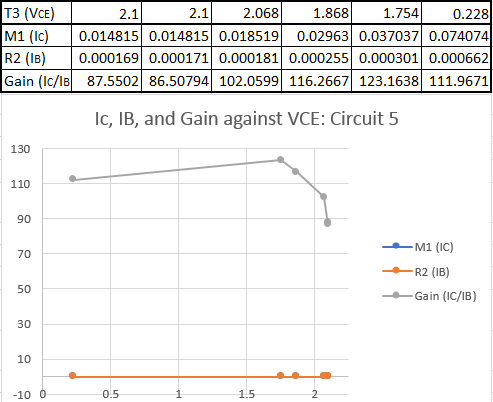 T3 (VCE) 2.1 2.1 2.068 1.868 1.754 0.228
M1 (IC) 0.014815 0.014815 0.018519 0.02963 0.037037 0.074074
R2 (IB) 0.000169 0.000171 0.000181 0.000255 0.000301 0.000662
Gain (IC/IB 87.5502 86.50794 102.0599 116.2667 123.1638 111.9671
Ic, IB, and Gain against VCE: Circuit 5
130
110
90
70
50
30
10
-10
0 0.5 1 1.5 2
M1 (IC)
R2 (IB)
Gain (IC/IB)